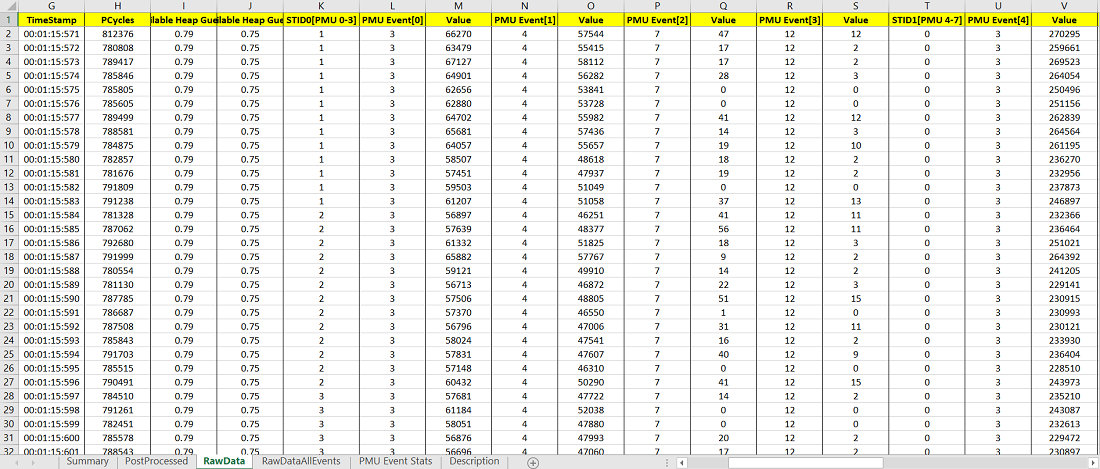 G H I J K L M N O P Q R S T U V
1 TimeStamp PCycles ilable Heap Gue ilable Heap Gue STID0[PMU 0-3] PMU Event[0] Value PMU Event[1] Value PMU Event[2] Value PMU Event[3] Value STID1[PMU 4-7] PMU Event[4] Value
2 00:01:15:571 812376 0.79 0.75 1 3 66270 4 57544 7 47 12 12 0 3 270295
3 00:01:15:572 780808 0.79 0.75 1 3 63479 4 55415 7 17 12 2 0 3 259661
4 00:01:15:573 789417 0.79 0.75 1 3 67127 4 58112 7 17 12 2 0 3 269523
5 00:01:15:574 785846 0.79 0.75 1 3 64901 4 56282 7 28 12 3 0 3 264054
6 00:01:15:575 785805 0.79 0.75 1 3 62656 4 53841 7 0 12 0 0 3 250496
7 00:01:15:576 785605 0.79 0.75 1 3 62880 4 53728 7 0 12 0 0 3 251156
8 00:01:15:577 789499 0.79 0.75 1 3 64702 4 55982 7 41 12 12 0 3 262839
9 00:01:15:578 788581 0.79 0.75 1 3 65681 4 57436 7 14 12 3 0 3 264564
10 00:01:15:579 784875 0.79 0.75 1 3 64057 4 55657 7 19 12 10 0 3 261195
11 00:01:15:580 782857 0.79 0.75 1 3 58507 4 48618 7 18 12 2 0 3 236270
12 00:01:15:581 781676 0.79 0.75 1 3 57451 4 47937 7 19 12 2 0 3 232956
13 00:01:15:582 791809 0.79 0.75 1 3 59503 4 51049 7 0 12 0 0 3 237873
14 00:01:15:583 791238 0.79 0.75 1 3 61207 4 51058 7 37 12 13 0 3 246897
15 00:01:15:584 781328 0.79 0.75 2 3 56897 4 46251 7 41 12 11 0 3 232366
16 00:01:15:585 787062 0.79 0.75 2 3 57639 4 48377 7 56 12 11 0 3 236464
17 00:01:15:586 792680 0.79 0.75 2 3 61332 4 51825 7 18 12 3 0 3 251021
18 00:01:15:587 791999 0.79 0.75 2 3 65882 4 57767 7 9 12 2 0 3 264392
19 00:01:15:588 780554 0.79 0.75 2 3 59121 4 49910 7 14 12 2 0 3 241205
20 00:01:15:589 781130 0.79 0.75 2 3 56713 4 46872 7 22 12 3 0 3 229141
21 00:01:15:590 787785 0.79 0.75 2 3 57506 4 48805 7 51 12 15 0 3 230915
22 00:01:15:591 786687 0.79 0.75 2 3 57370 4 46550 7 1 12 0 0 3 230993
23 00:01:15:592 787508 0.79 0.75 2 3 56796 4 47006 7 31 12 11 0 3 230121
24 00:01:15:593 785843 0.79 0.75 2 3 58024 4 47541 7 16 12 2 0 3 233930
25 00:01:15:594 791703 0.79 0.75 2 3 57831 4 47607 7 40 12 9 0 3 236404
26 00:01:15:595 785515 0.79 0.75 2 3 57148 4 46310 7 0 12 0 0 3 228510
27 00:01:15:596 790491 0.79 0.75 2 3 60432 4 50290 7 41 12 15 0 3 243973
28 00:01:15:597 784510 0.79 0.75 3 3 57681 4 47722 7 14 12 2 0 3 235210
29 00:01:15:598 791261 0.79 0.75 3 3 61184 4 52038 7 0 12 0 0 3 243087
30 00:01:15:599 782451 0.79 0.75 3 3 58051 4 47880 7 0 12 0 0 3 232613
31 00:01:15:600 785578 0.79 0.75 3 3 56876 4 47993 7 20 12 2 0 3 229472
32 00:01:15:601 788543 0.79 0.75 3 3 56696 4 47060 7 17 12 2 0 3 230897
Summary PostProcessed RawData RawDataAllEvents PMU Event Stats Description